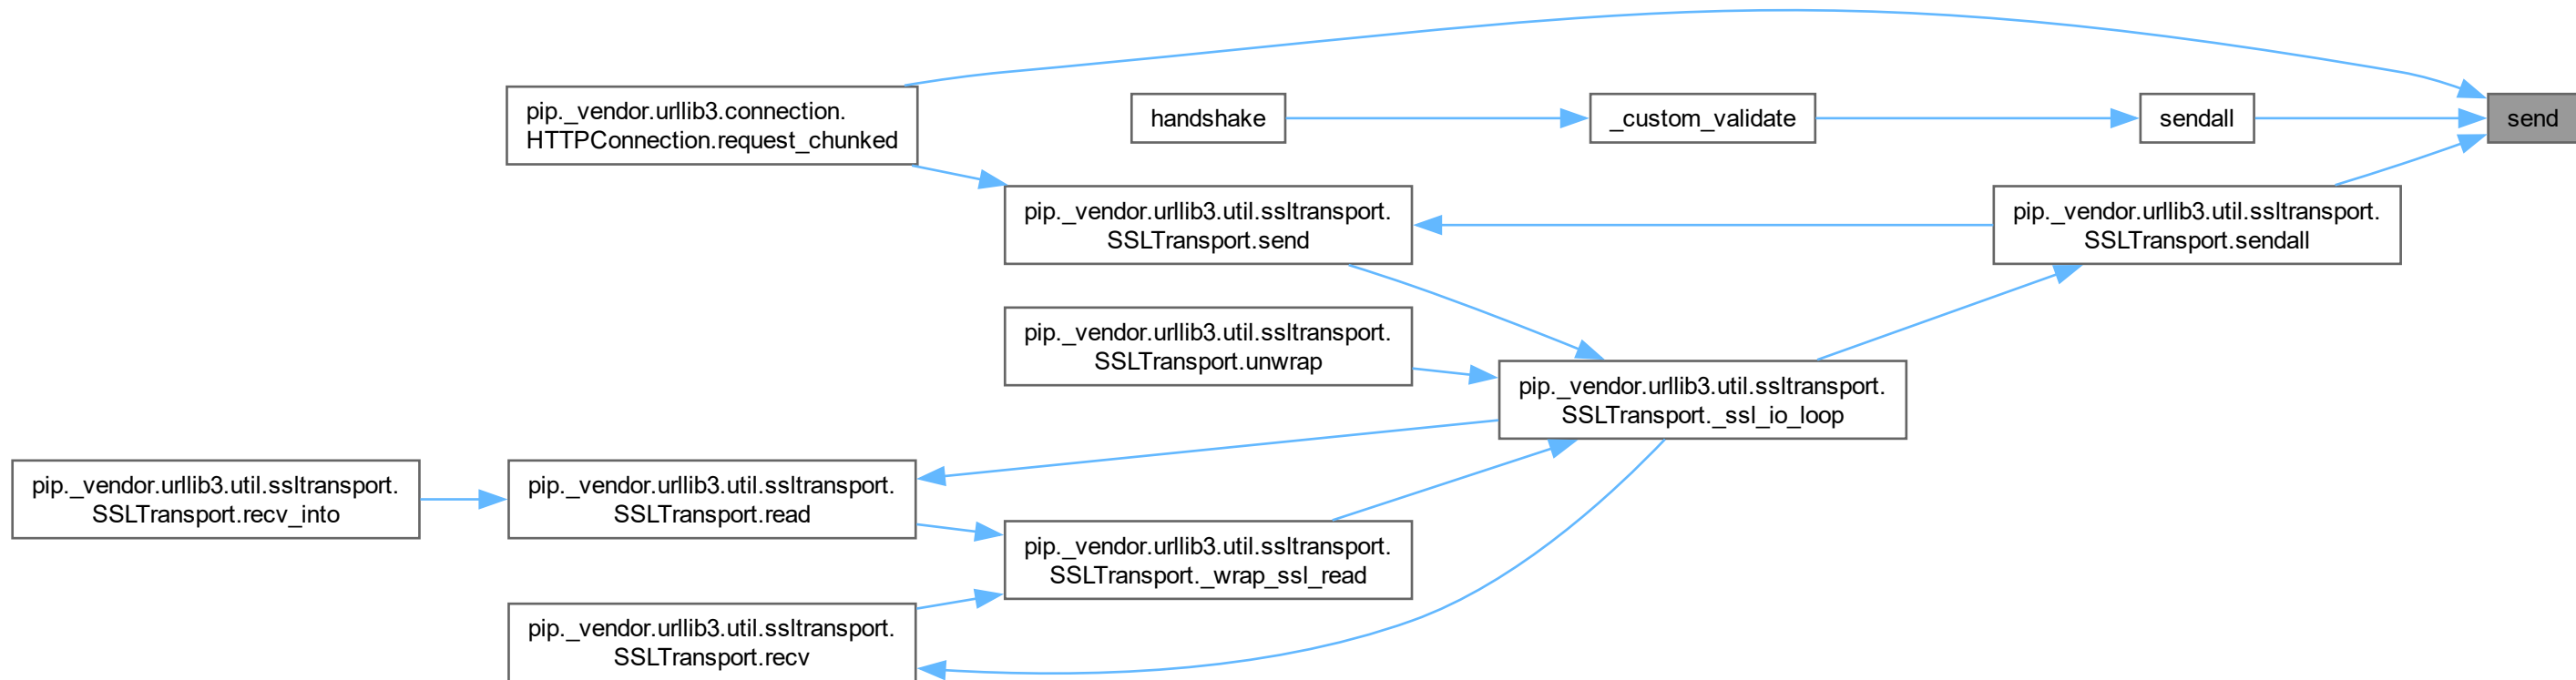 pip._vendor.urllib3.connection.
HTTPConnection.request_chunked
handshake
_custom_validate
sendall
send
pip._vendor.urllib3.util.ssltransport.
SSLTransport.send
pip._vendor.urllib3.util.ssltransport.
SSLTransport.sendall
pip._vendor.urllib3.util.ssltransport.
SSLTransport.unwrap
pip._vendor.urllib3.util.ssltransport.
SSLTransport._ssl_io_loop
pip._vendor.urllib3.util.ssltransport.
SSLTransport.recv_into
pip._vendor.urllib3.util.ssltransport.
SSLTransport.read
pip._vendor.urllib3.util.ssltransport.
SSLTransport._wrap_ssl_read
pip._vendor.urllib3.util.ssltransport.
SSLTransport.recv